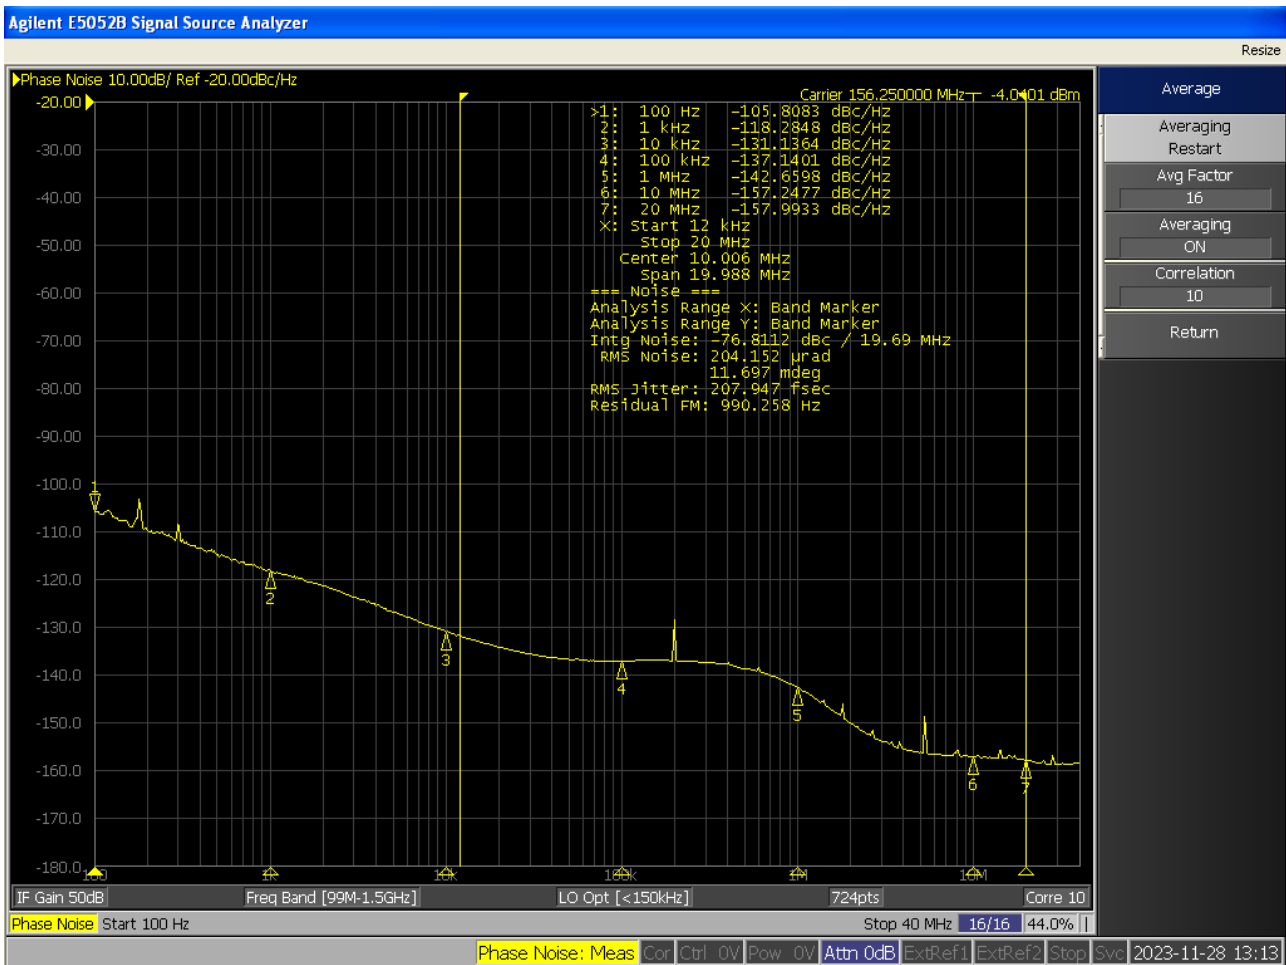 Agilent E5052B Signal Source Analyzer
Resize
Phase Noise 10.00dB/ Ref -20.00dBc/Hz
Carrier 156.250000 MHz -4.0401 dBm
-20.00
-30.00
-40.00
-50.00
-60.00
-70.00
-80.00
-90.00
-100.0
-110.0
-120.0
-130.0
-140.0
-150.0
-160.0
-170.0
-180.0
>1: 100 Hz -105.8083 dBc/Hz
2: 1 kHz -118.2848 dBc/Hz
3: 10 kHz -131.1364 dBc/Hz
4: 100 kHz -137.1401 dBc/Hz
5: 1 MHz -142.6598 dBc/Hz
6: 10 MHz -157.2477 dBc/Hz
7: 20 MHz -157.9933 dBc/Hz
X: Start 12 kHz
Stop 20 MHz
Center 10.006 MHz
Span 19.988 MHz
=== Noise ===
Analysis Range X: Band Marker
Analysis Range Y: Band Marker
Intg Noise: -76.8112 dBc / 19.69 MHz
RMS Noise: 204.152 µrad
11.697 mdeg
RMS Jitter: 207.947 fsec
Residual FM: 990.258 Hz
1
2
3
4
5
6
7
100
1k
10k
100k
1M
10M
IF Gain 50dB
Freq Band [99M-1.5GHz]
LO Opt [<150kHz]
724pts
Corre 10
Phase Noise Start 100 Hz
Stop 40 MHz
16/16
44.0%
Phase Noise: Meas
Cor
Ctrl 0V
Pow 0V
Attn 0dB
ExtRef1
ExtRef2
Stop
Svc
2023-11-28 13:13
Average
Averaging
Restart
Avg Factor
16
Averaging
ON
Correlation
10
Return